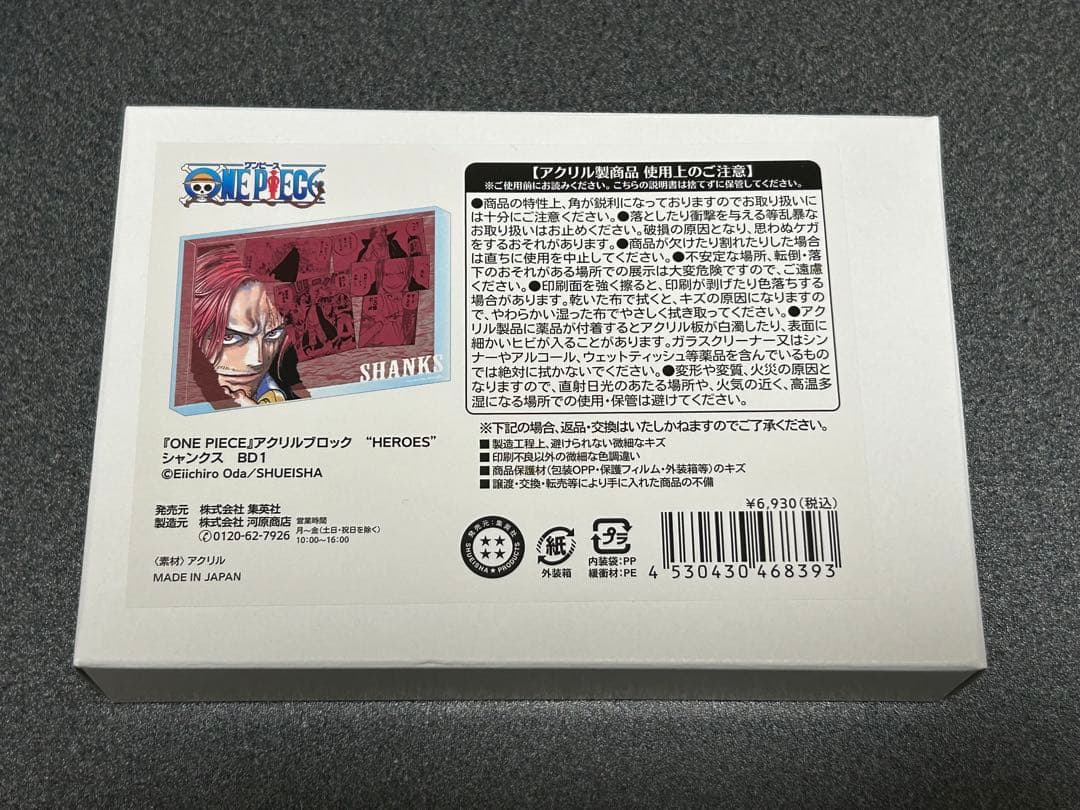 ワンピース
ONE PIECE
SHANKS
『ONE PIECE』アクリルブロック “HEROES”
シャンクス BD1
©Eiichiro Oda/SHUEISHA
発売元 株式会社 集英社
製造元 株式会社 河原商店
0120-62-7926
営業時間
月~金(土日・祝日を除く)
10:00~16:00
〈素材〉アクリル
MADE IN JAPAN
【アクリル製商品 使用上のご注意】
※ご使用前にお読みください。こちらの説明書は捨てずに保管してください。
●商品の特性上、角が鋭利になっておりますのでお取り扱いに
は十分にご注意ください。●落としたり衝撃を与える等乱暴な
お取り扱いはお止めください。破損の原因となり、思わぬケガ
をするおそれがあります。●商品が欠けたり割れたりした場合
は直ちに使用を中止してください。●不安定な場所、転倒・落
下のおそれがある場所での展示は大変危険ですので、ご遠慮
ください。●印刷面を強く擦ると、印刷が剥げたり色落ちする
場合があります。乾いた布で拭くと、キズの原因になりますの
で、やわらかい湿った布でやさしく拭き取ってください。●アク
リル製品に薬品が付着するとアクリル板が白濁したり、表面に
細かいヒビが入ることがあります。ガラスクリーナー又はシン
ナーやアルコール、ウェットティッシュ等薬品を含んでいるもの
では絶対に拭かないでください。●変形や変質、火災の原因と
なりますので、直射日光のあたる場所や、火気の近く、高温多
湿になる場所での使用・保管は避けてください。
※下記の場合、返品・交換はいたしかねますのでご了承ください。
■製造工程上、避けられない微細なキズ
■印刷不良以外の微細な色調違い
■商品保護材(包装OPP・保護フィルム・外装箱等)のキズ
■譲渡・交換・転売等により手に入れた商品の不備
¥6,930(税込)
発売元:集英社
SHUEISHA★PRODUCTS
紙
外装箱
プラ
内装袋:PP
緩衝材:PE
4 530430 468393